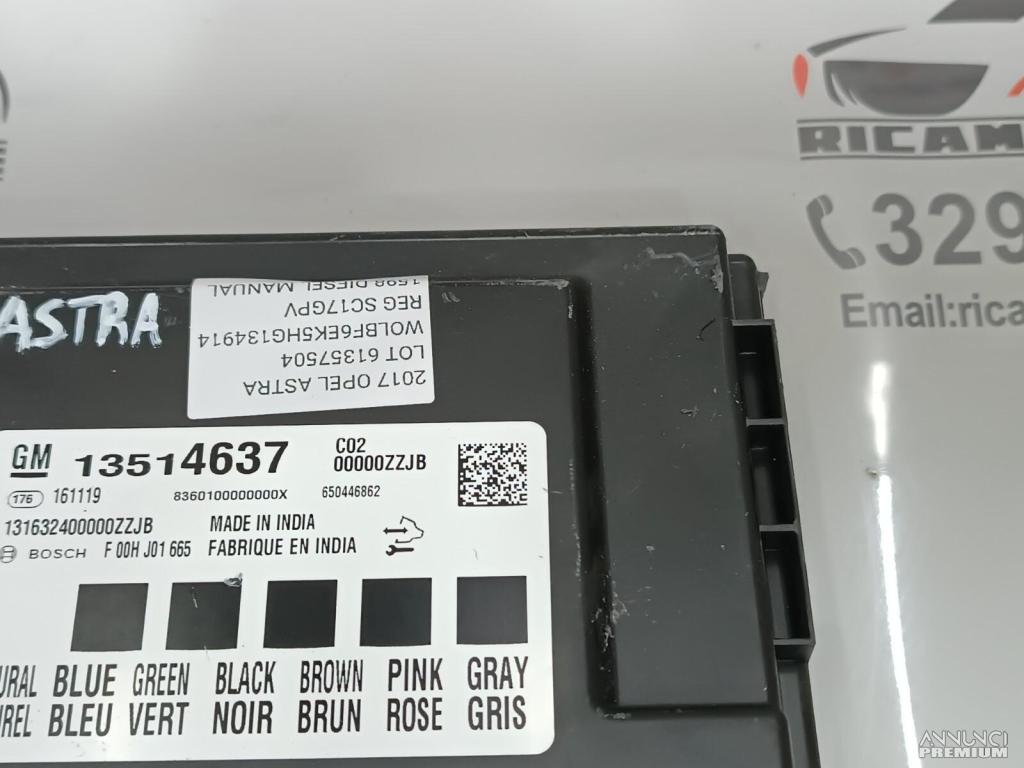 RICAM
329
Email:rica
ASTRA
2017 OPEL ASTRA
LOT 61357504
WOLBF6EK5HG134914
REG SC17GPV
1598 DIESEL MANUAL
GM 13514637 C02
00000ZZJB
176 161119 8360100000000X 650446862
131632400000ZZJB MADE IN INDIA
BOSCH F 00H J01 665 FABRIQUE EN INDIA
URAL BLUE GREEN BLACK BROWN PINK GRAY
UREL BLEU VERT NOIR BRUN ROSE GRIS
ANNUNCI
PREMIUM